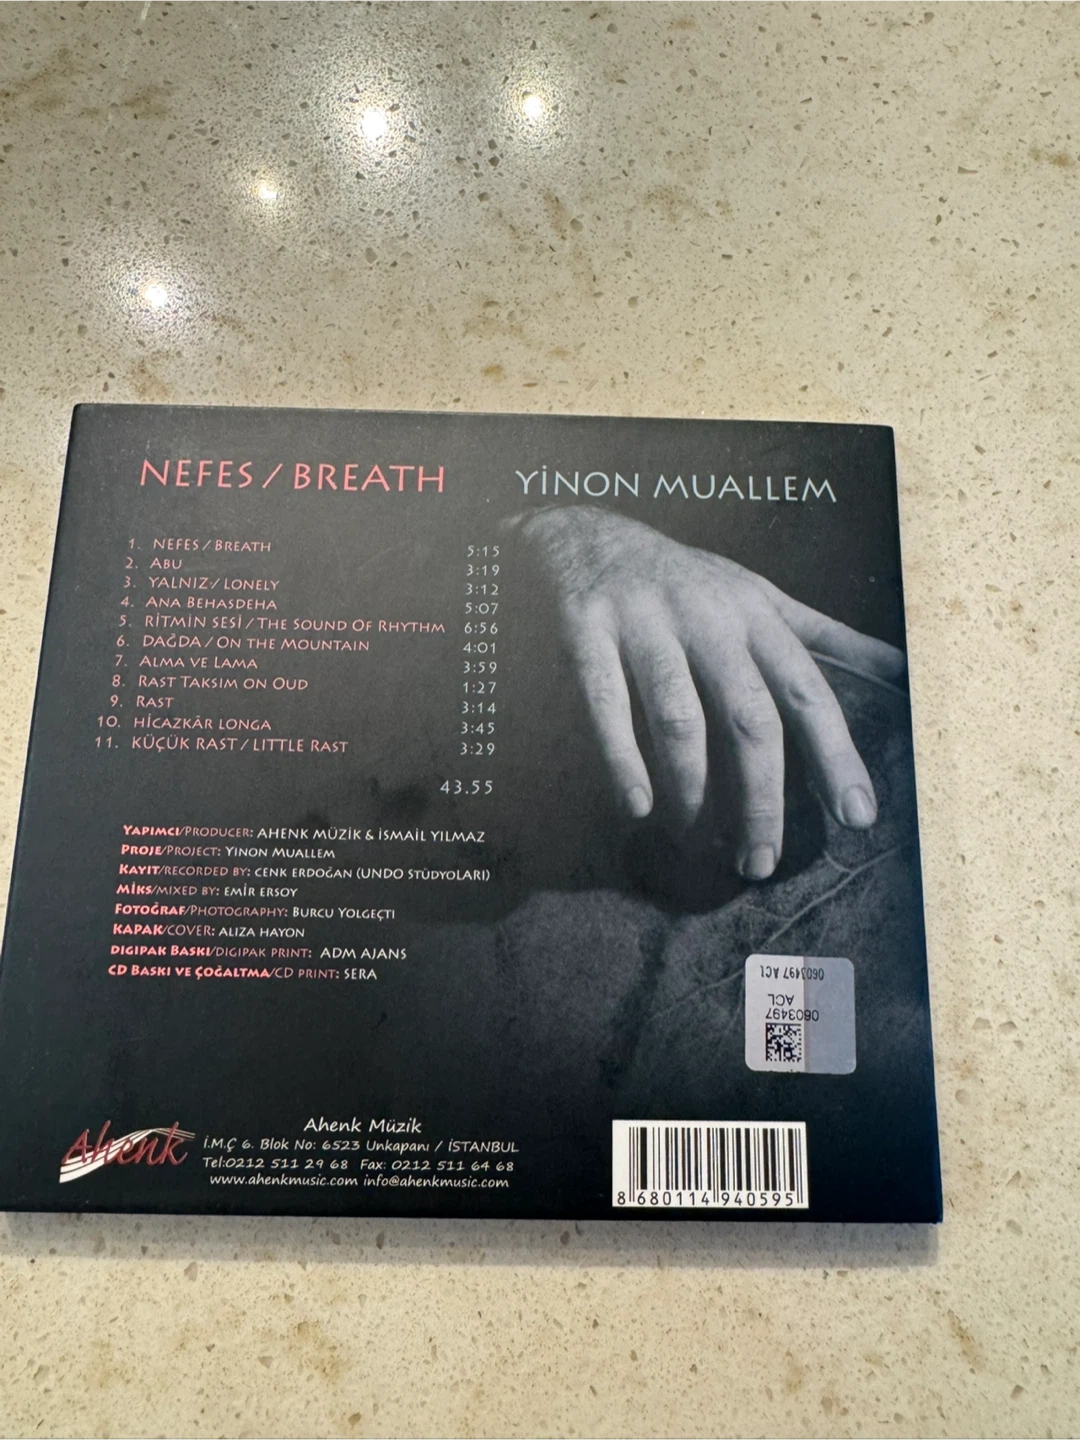 NEFES / BREATH
YİNON MUALLEM
1. NEFES / BREATH 5:15
2. ABU 3:19
3. YALNIZ / LONELY 3:12
4. ANA BEHASDEHA 5:07
5. RİTMİN SESİ / THE SOUND OF RHYTHM 6:56
6. DAĞDA / ON THE MOUNTAIN 4:01
7. ALMA VE LAMA 3:59
8. RAST TAKSIM ON OUD 1:27
9. RAST 3:14
10. HİCAZKÂR LONGA 3:45
11. KÜÇÜK RAST / LITTLE RAST 3:29
43.55
YAPIMCI/PRODUCER: AHENK MÜZİK & İSMAİL YILMAZ
PROJE/PROJECT: YINON MUALLEM
KAYIT/RECORDED BY: CENK ERDOĞAN (UNDO STÜDYOLARI)
MİKS/MIXED BY: EMİR ERSOY
FOTOĞRAF/PHOTOGRAPHY: BURCU YOLGEÇTI
KAPAK/COVER: ALIZA HAYON
DIGIPAK BASKI/DIGIPAK PRINT: ADM AJANS
CD BASKI VE ÇOĞALTMA/CD PRINT: SERA
0603497 ACL
ACL
0603497
Ahenk
Ahenk Müzik
İ.M.Ç 6. Blok No: 6523 Unkapanı / İSTANBUL
Tel:0212 511 29 68 Fax: 0212 511 64 68
www.ahenkmusic.com info@ahenkmusic.com
8 680114 940595